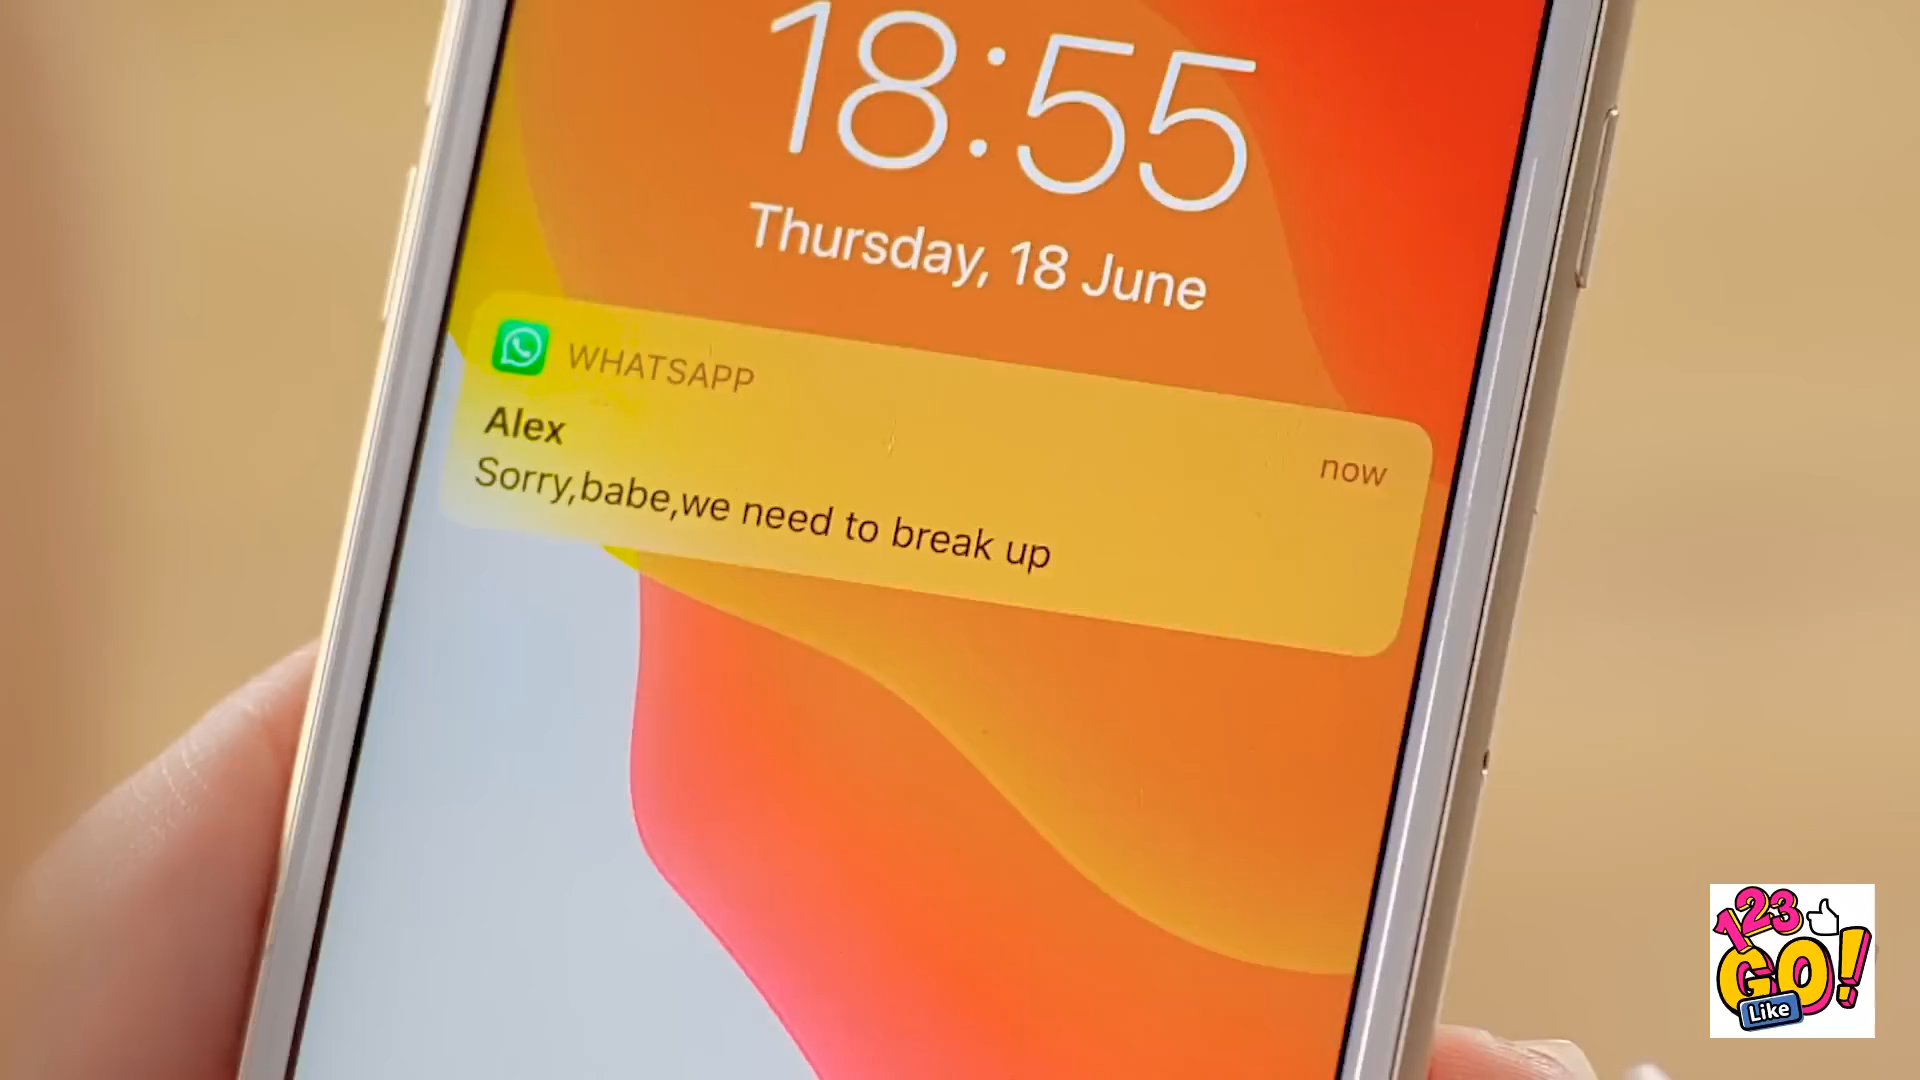 18:55
Thursday, 18 June
WHATSAPP
now
Alex
Sorry,babe,we need to break up
123
GO!
Like